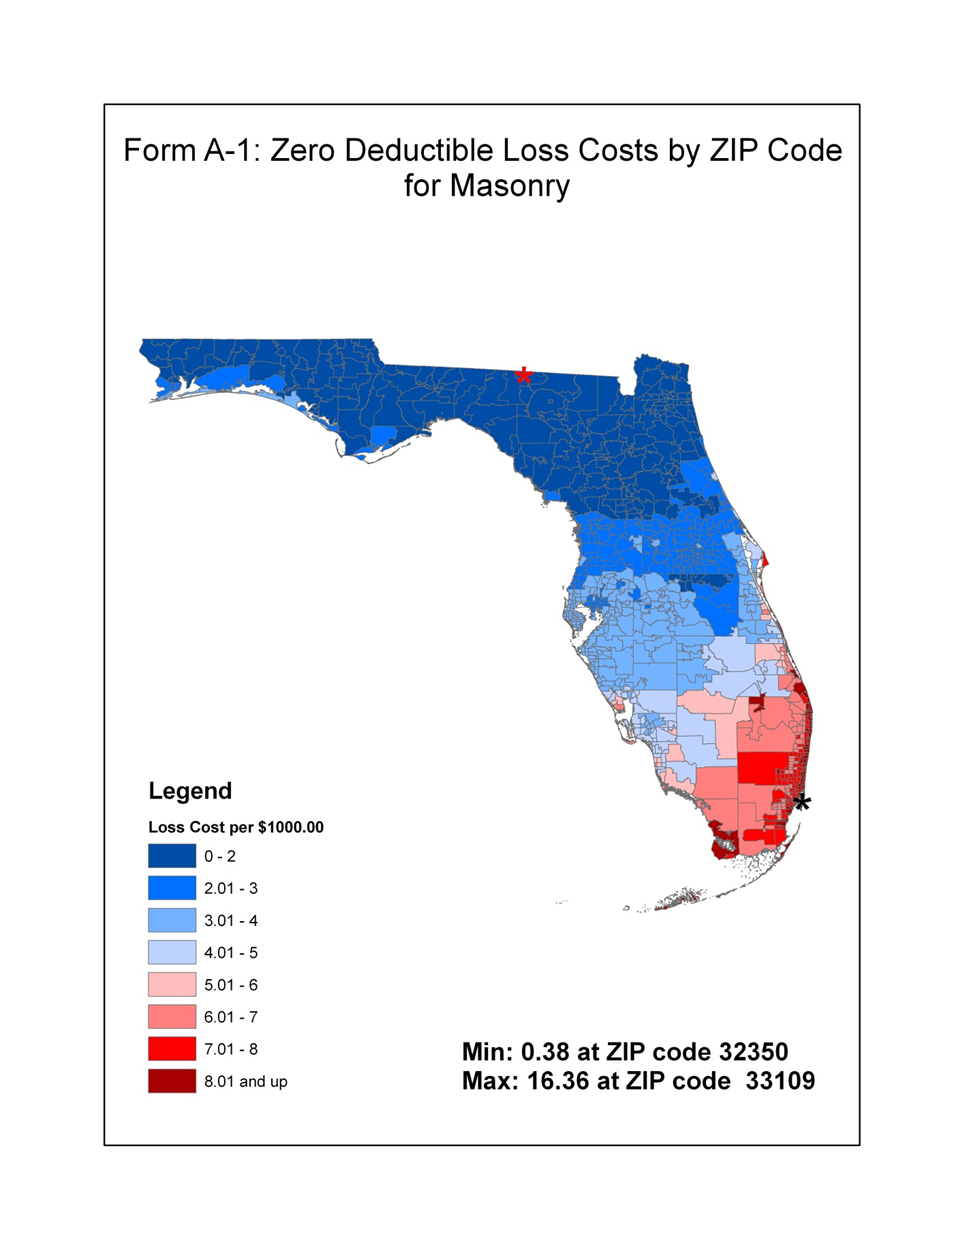 Form A-1: Zero Deductible Loss Costs by ZIP Code
for Masonry
Legend
Loss Cost per $1000.00
0 - 2
2.01 - 3
3.01 - 4
4.01 - 5
5.01 - 6
6.01 - 7
7.01 - 8
8.01 and up
Min: 0.38 at ZIP code 32350
Max: 16.36 at ZIP code 33109